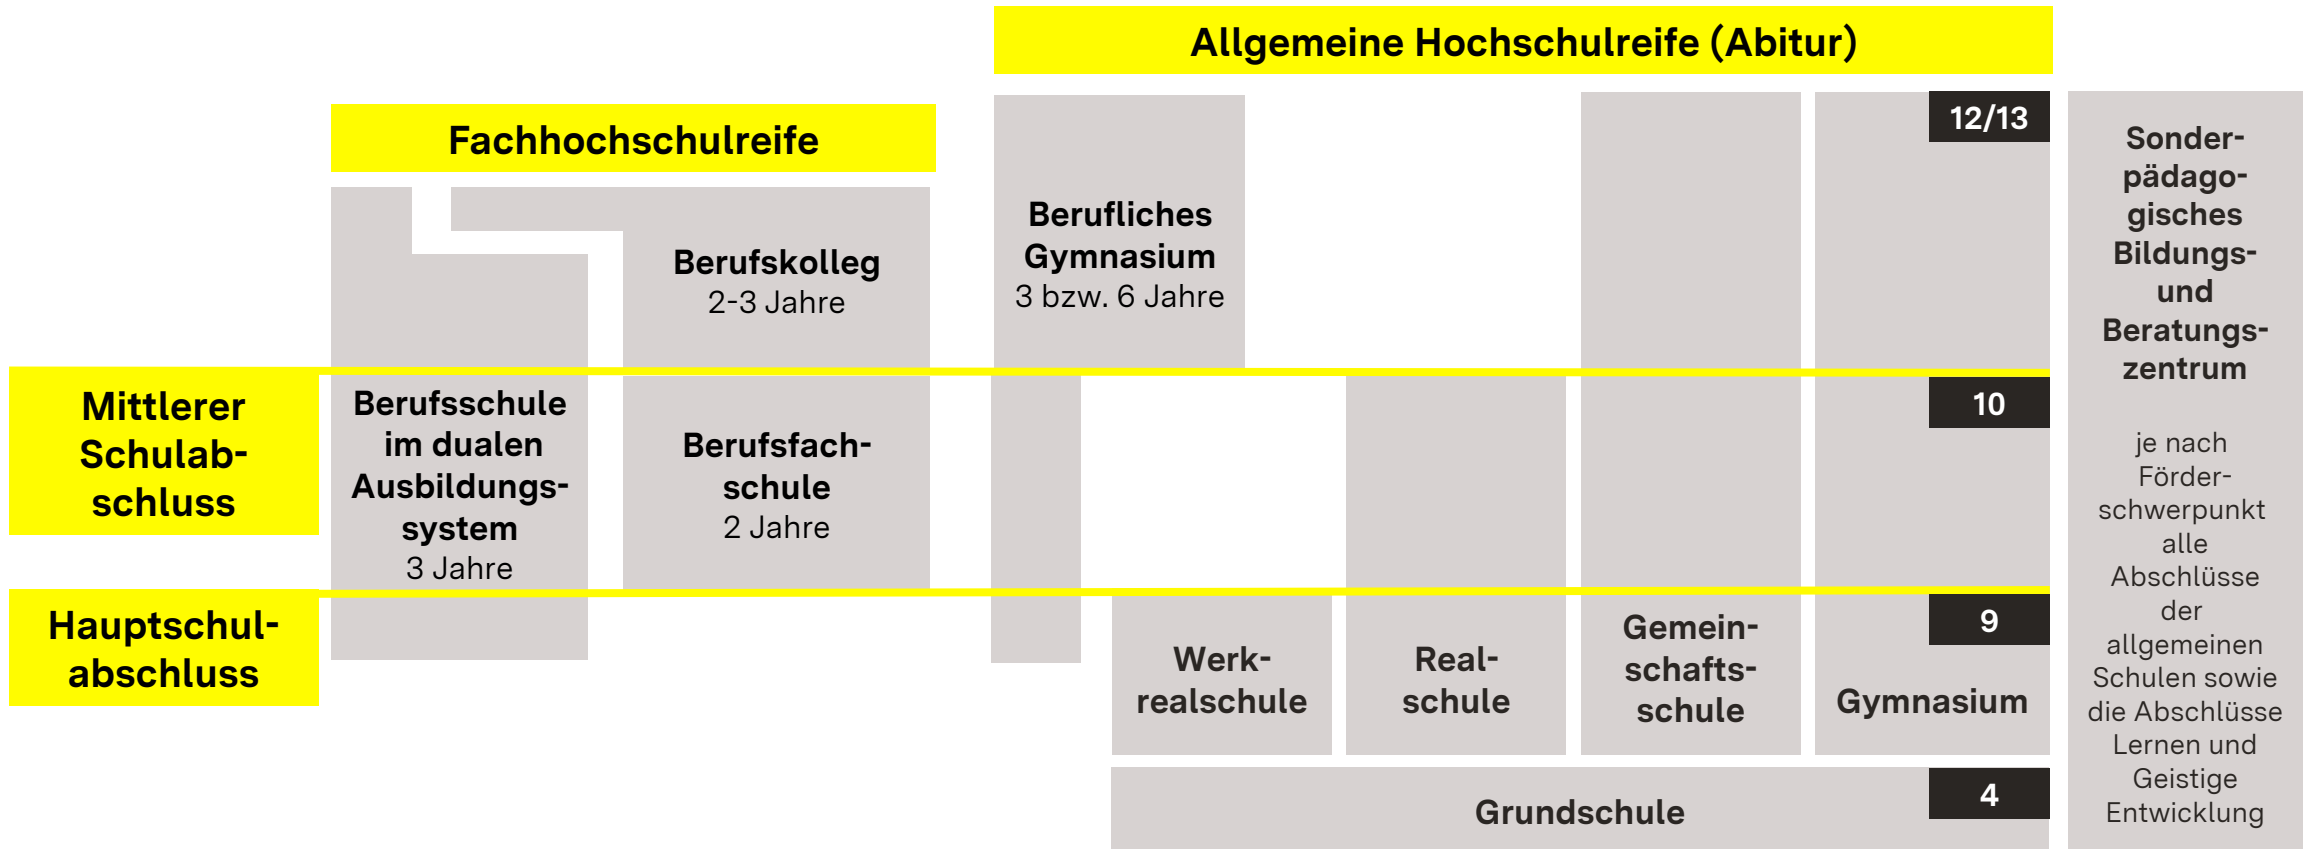 Allgemeine Hochschulreife (Abitur)
Fachhochschulreife
12/13
Berufliches
Gymnasium
3 bzw. 6 Jahre
Berufskolleg
2-3 Jahre
Mittlerer
Schulab-
schluss
Berufsschule
im dualen
Ausbildungs-
system
3 Jahre
Berufsfach-
schule
2 Jahre
10
Hauptschul-
abschluss
Werk-
realschule
Real-
schule
Gemein-
schafts-
schule
9
Gymnasium
Grundschule
4
Sonder-
pädago-
gisches
Bildungs-
und
Beratungs-
zentrum
je nach
Förder-
schwerpunkt
alle
Abschlüsse
der
allgemeinen
Schulen sowie
die Abschlüsse
Lernen und
Geistige
Entwicklung